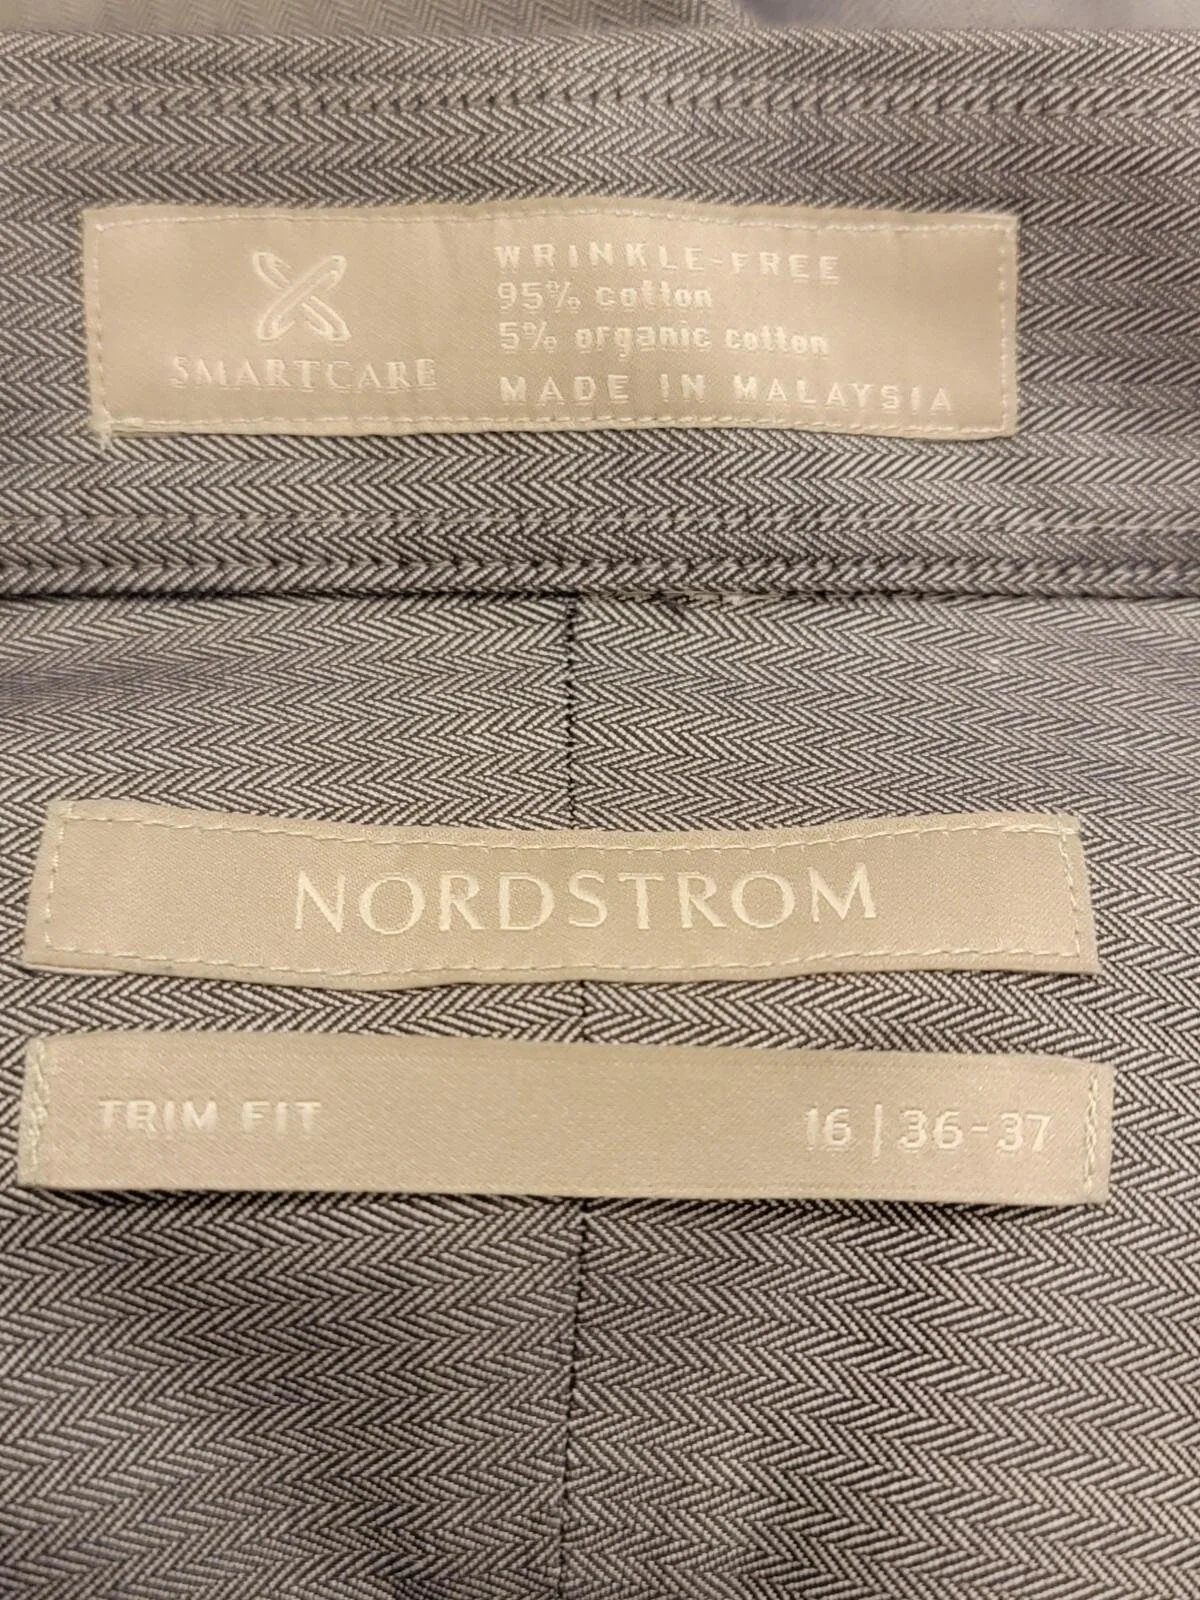 WRINKLE-FREE
95% cotton
5% organic cotton
SMARTCARE
MADE IN MALAYSIA
NORDSTROM
TRIM FIT 16 | 36-37